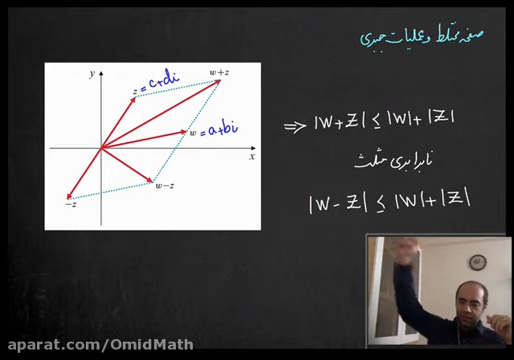 صفحه مختلط و عملیات جبری
y
z = c+di
w+z
w = a+bi
x
w−z
−z
⇒ |w+z| ≤ |w|+|z|
نابرابری مثلث
|w−z| ≤ |w|+|z|
aparat.com/OmidMath